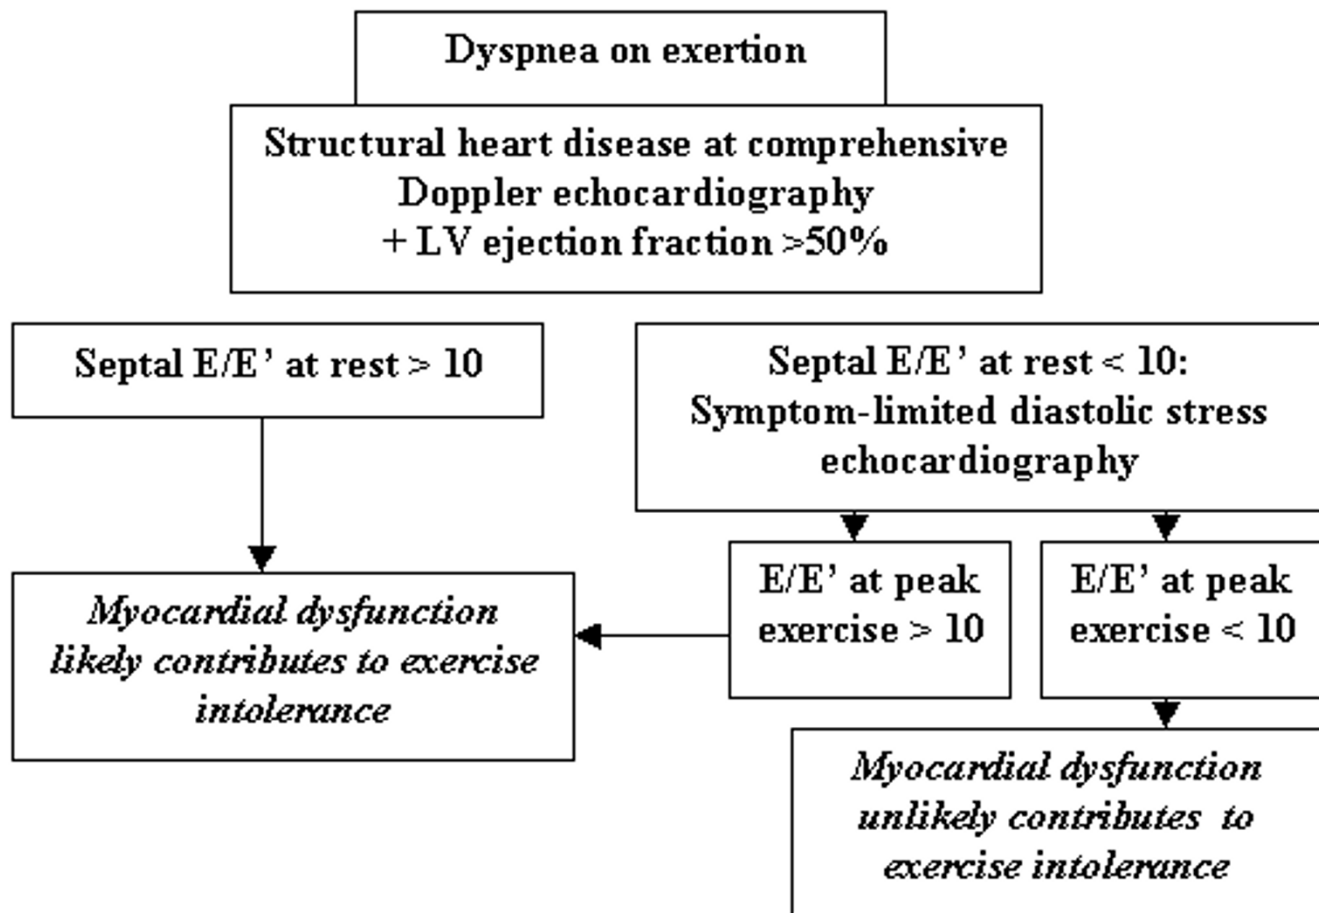 Dyspnea on exertion
Structural heart disease at comprehensive
Doppler echocardiography
+ LV ejection fraction >50%
Septal E/E’ at rest > 10
Septal E/E’ at rest < 10:
Symptom-limited diastolic stress
echocardiography
Myocardial dysfunction
likely contributes to exercise
intolerance
E/E’ at peak
exercise > 10
E/E’ at peak
exercise < 10
Myocardial dysfunction
unlikely contributes to
exercise intolerance